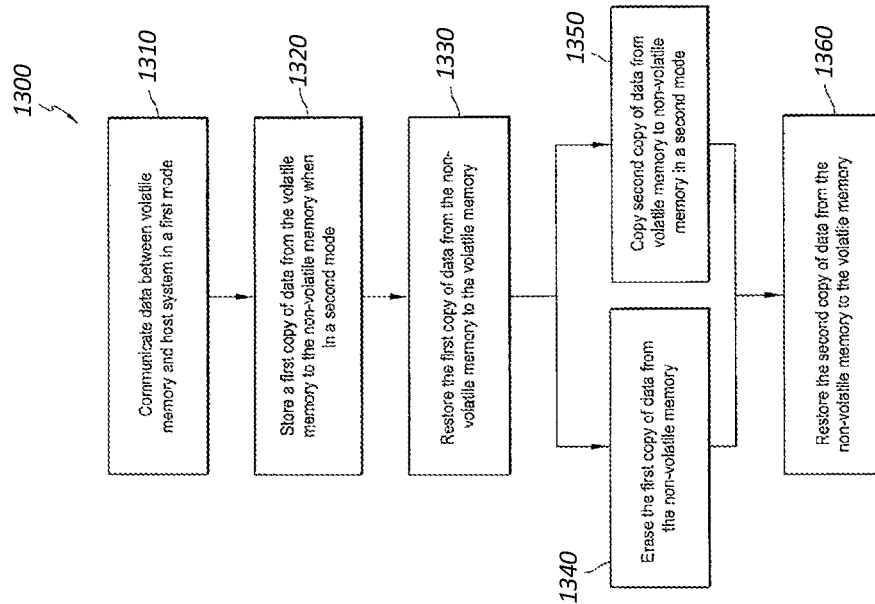 1300
1310
Communicate data between volatile
memory and host system in a first mode
1320
Store a first copy of data from the volatile
memory to the non-volatile memory when
in a second mode
1330
Restore the first copy of data from the non-
volatile memory to the volatile memory
1340
Erase the first copy of data from
the non-volatile memory
1350
Copy second copy of data from
volatile memory to non-volatile
memory in a second mode
1360
Restore the second copy of data from the
non-volatile memory to the volatile memory